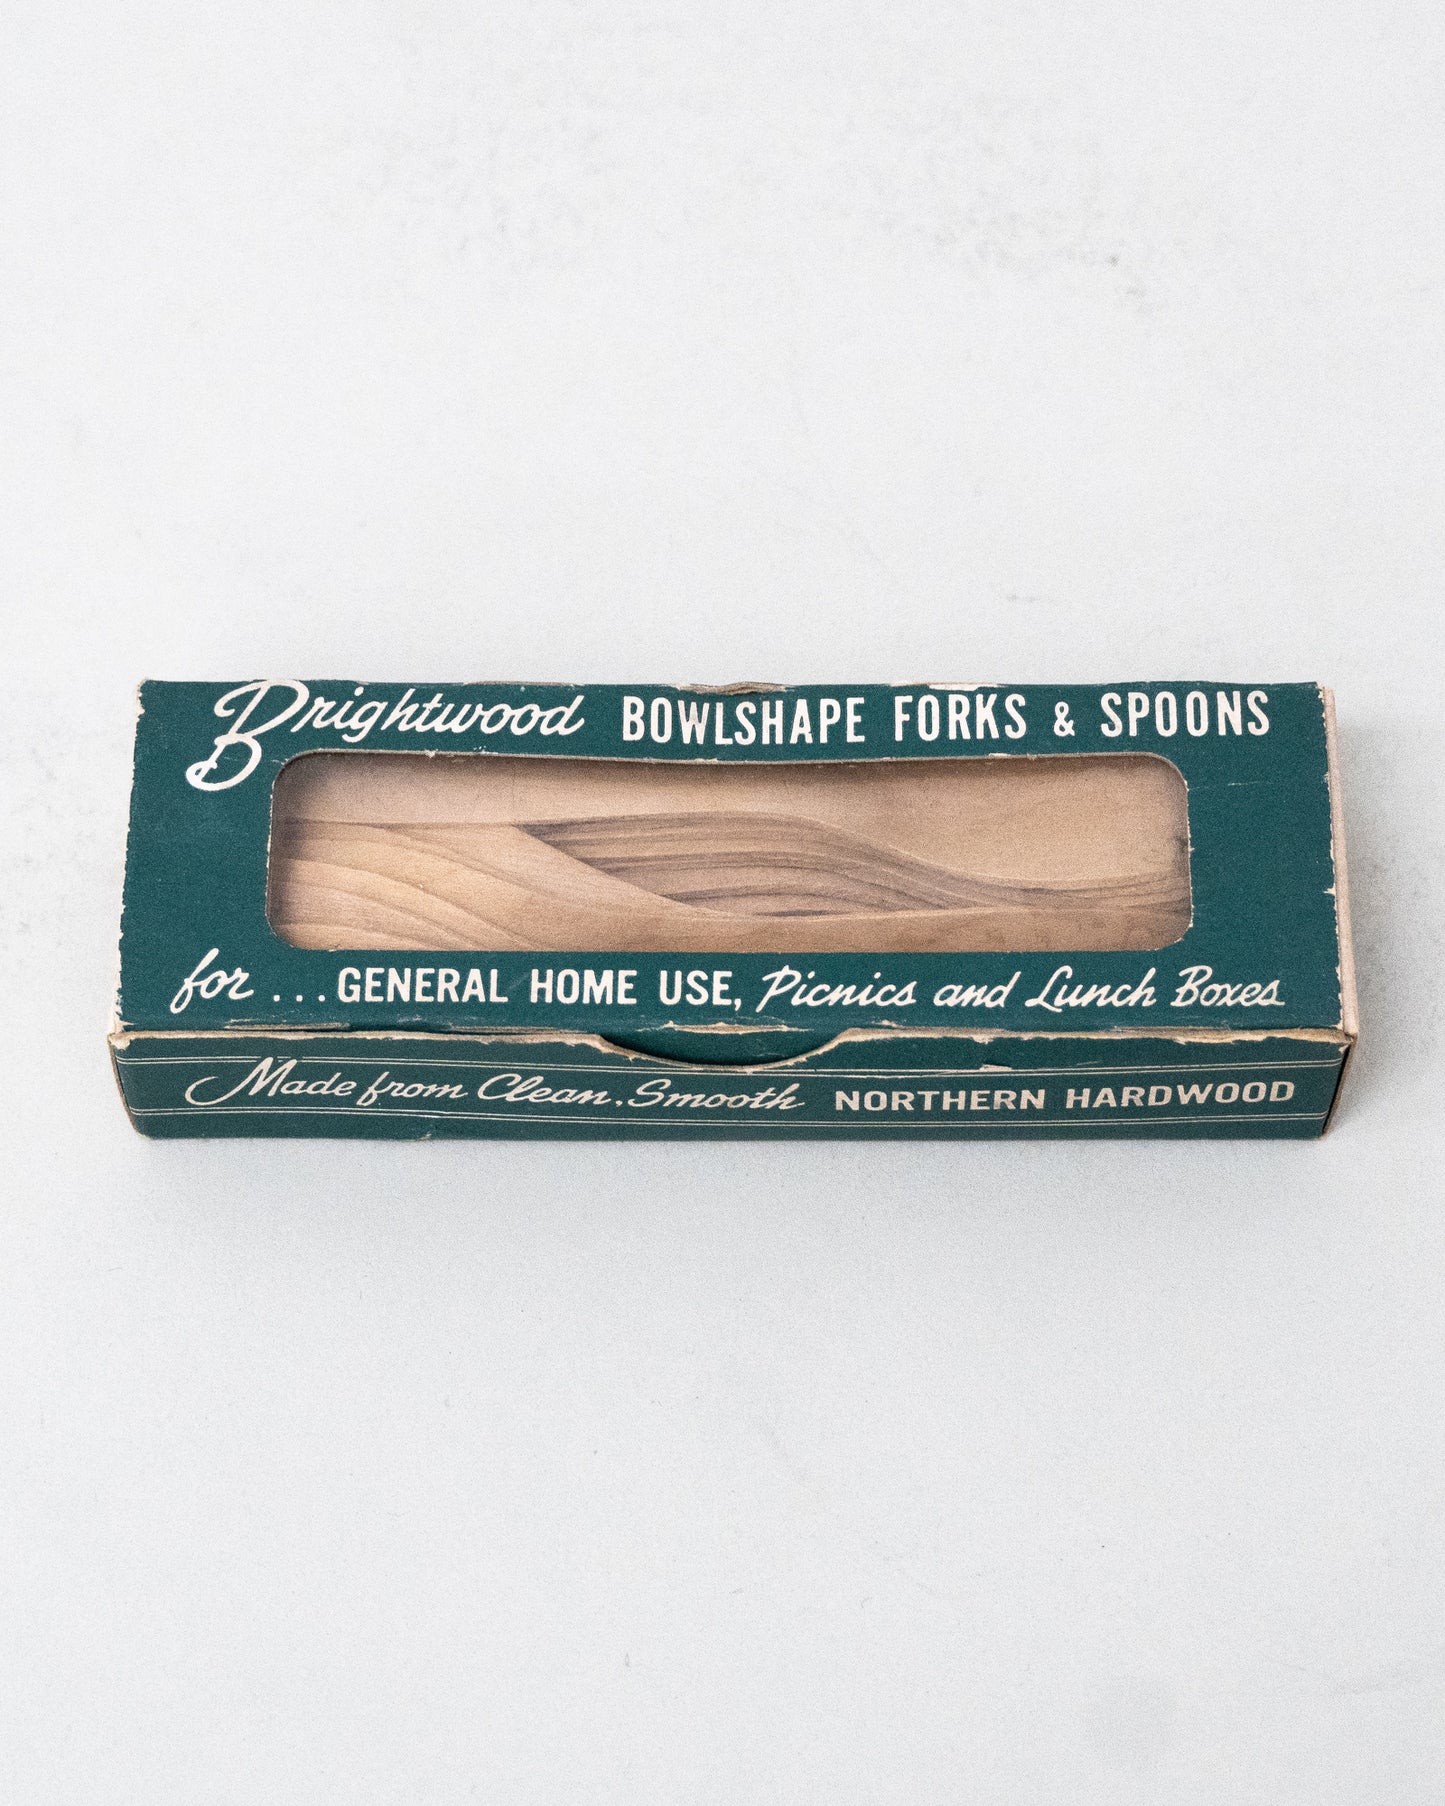 Brightwood BOWLSHAPE FORKS & SPOONS
for ... GENERAL HOME USE, Picnics and Lunch Boxes
Made from Clean, Smooth NORTHERN HARDWOOD